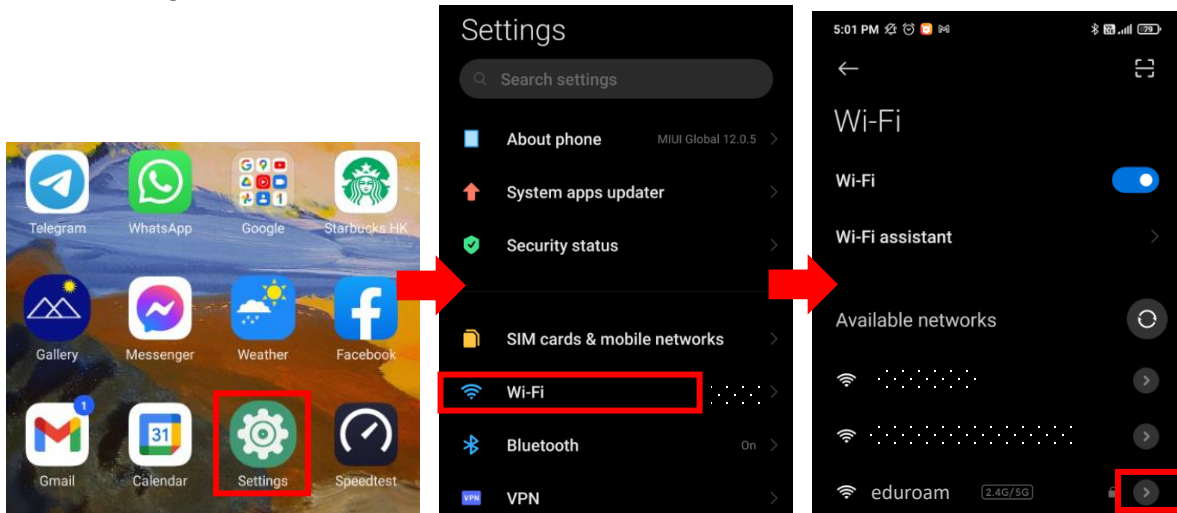 Telegram
WhatsApp
Google
Starbucks HK
Gallery
Messenger
Weather
Facebook
1
31
Gmail
Calendar
Settings
Speedtest
Settings
Search settings
About phone MIUI Global 12.0.5
System apps updater
Security status
SIM cards & mobile networks
Wi-Fi
Bluetooth On
VPN VPN
5:01 PM 79
Wi-Fi
Wi-Fi
Wi-Fi assistant
Available networks
eduroam 2.4G/5G